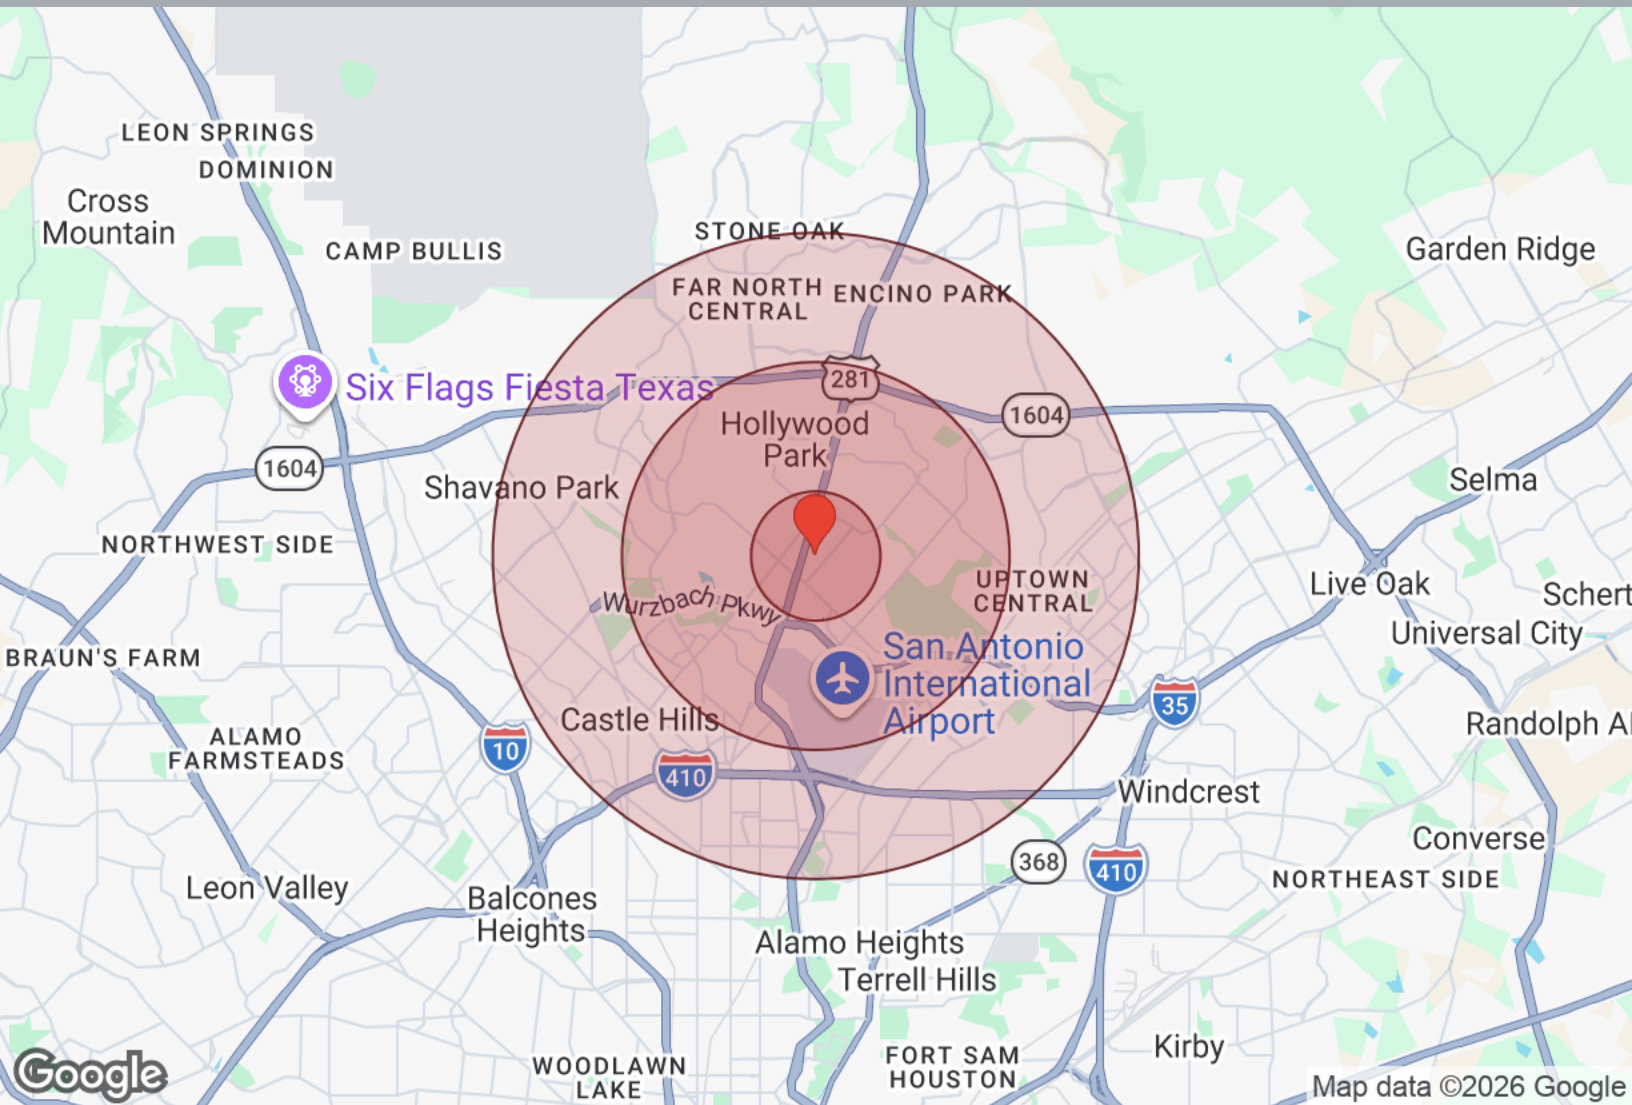 LEON SPRINGS
DOMINION
Cross
Mountain
CAMP BULLIS
STONE OAK
Garden Ridge
FAR NORTH
CENTRAL
ENCINO PARK
Six Flags Fiesta Texas
281
1604
Hollywood
Park
1604
Shavano Park
Selma
NORTHWEST SIDE
UPTOWN
CENTRAL
Live Oak
Schert
Wurzbach Pkwy
Universal City
BRAUN'S FARM
San Antonio
International
Airport
35
Castle Hills
Randolph A
ALAMO
FARMSTEADS
10
410
Windcrest
Converse
368
410
Leon Valley
NORTHEAST SIDE
Balcones
Heights
Alamo Heights
Terrell Hills
Kirby
WOODLAWN
LAKE
FORT SAM
HOUSTON
Google
Map data ©2026 Google